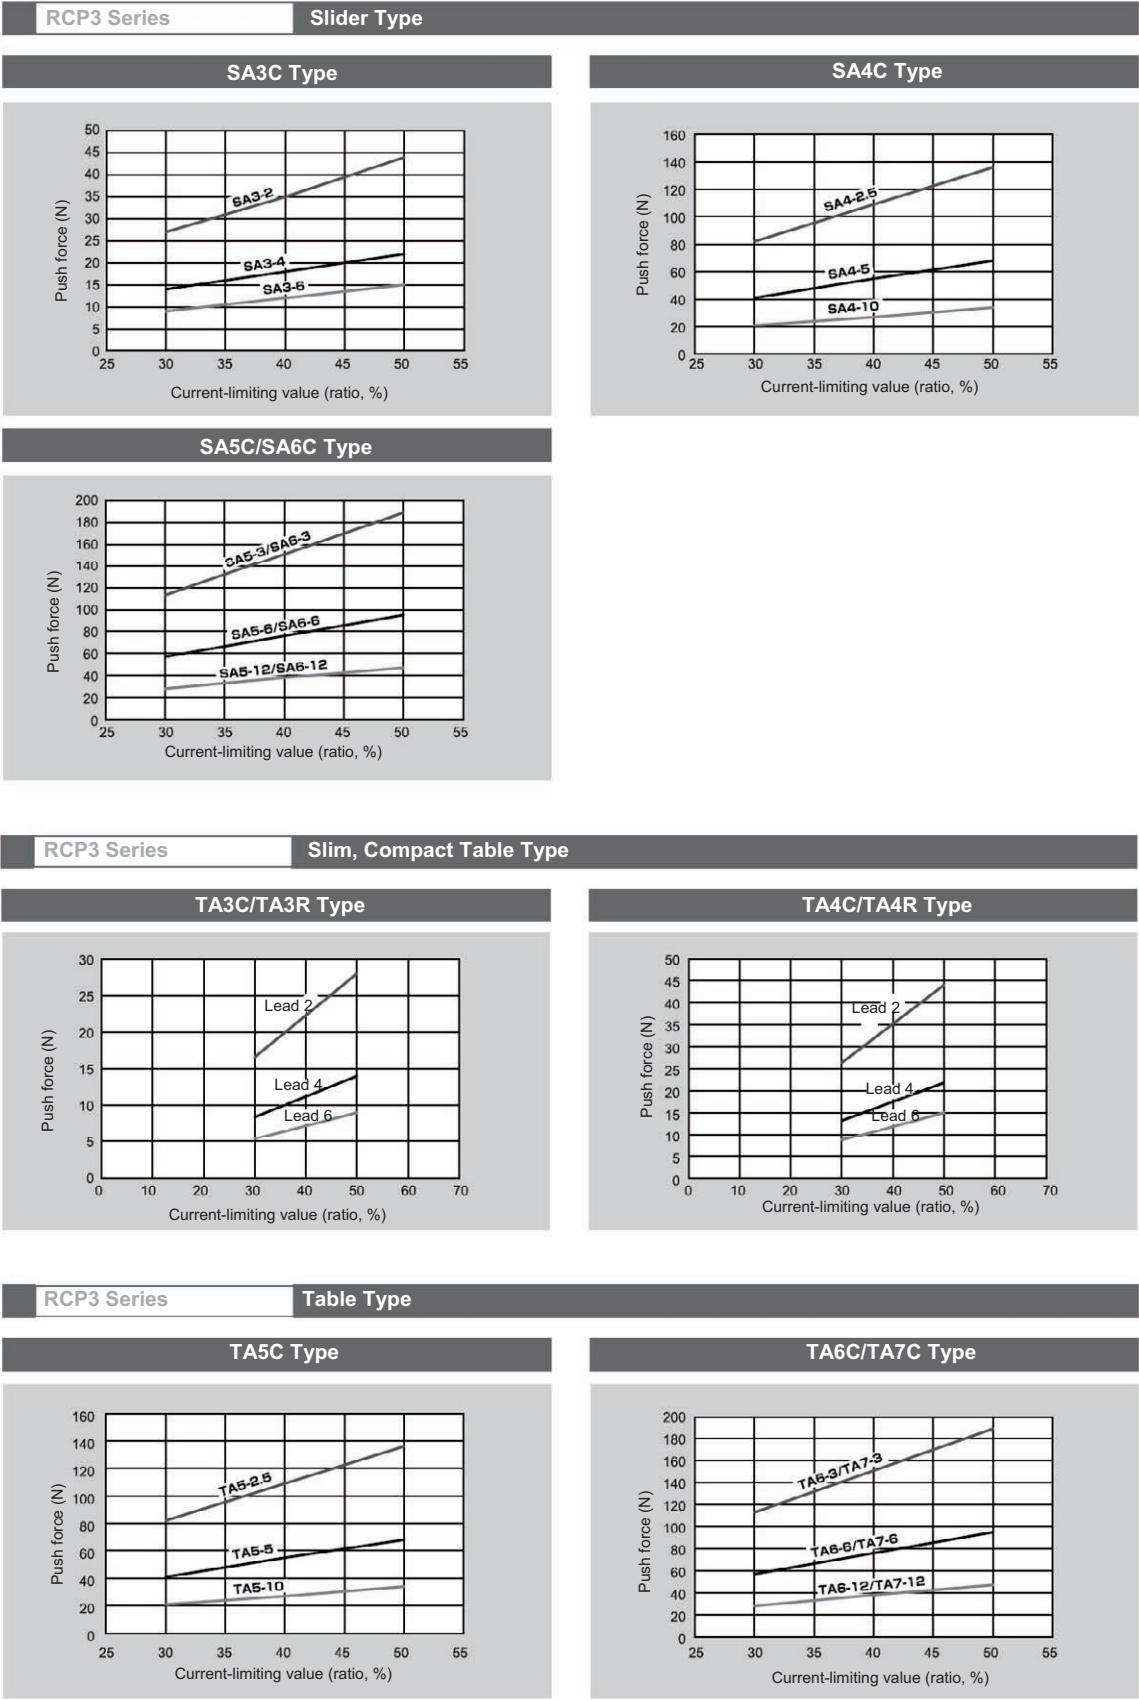 RCP3 Series Slider Type
SA3C Type
50
45
40
35
30
25
20
15
10
5
0
Push force (N)
SA3-2
SA3-4
SA3-6
25 30 35 40 45 50 55
Current-limiting value (ratio, %)
SA4C Type
160
140
120
100
80
60
40
20
0
Push force (N)
SA4-2.5
SA4-5
SA4-10
25 30 35 40 45 50 55
Current-limiting value (ratio, %)
SA5C/SA6C Type
200
180
160
140
120
100
80
60
40
20
0
Push force (N)
SA5-3/SA6-3
SA5-6/SA6-6
SA5-12/SA6-12
25 30 35 40 45 50 55
Current-limiting value (ratio, %)
RCP3 Series Slim, Compact Table Type
TA3C/TA3R Type
30
25
20
15
10
5
0
Push force (N)
Lead 2
Lead 4
Lead 6
0 10 20 30 40 50 60 70
Current-limiting value (ratio, %)
TA4C/TA4R Type
50
45
40
35
30
25
20
15
10
5
0
Push force (N)
Lead 2
Lead 4
Lead 6
0 10 20 30 40 50 60 70
Current-limiting value (ratio, %)
RCP3 Series Table Type
TA5C Type
160
140
120
100
80
60
40
20
0
Push force (N)
TA5-2.5
TA5-5
TA5-10
25 30 35 40 45 50 55
Current-limiting value (ratio, %)
TA6C/TA7C Type
200
180
160
140
120
100
80
60
40
20
0
Push force (N)
TA6-3/TA7-3
TA6-6/TA7-6
TA6-12/TA7-12
25 30 35 40 45 50 55
Current-limiting value (ratio, %)